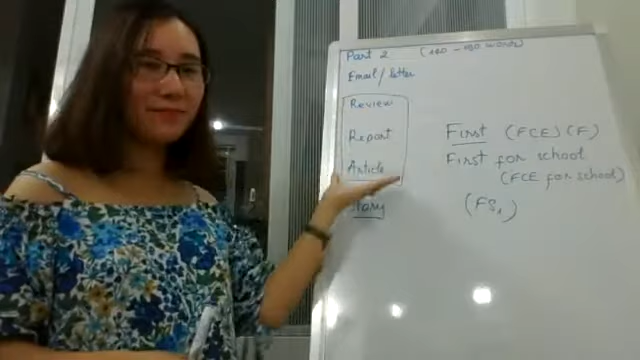 Part 2 (140 - 190 words)
Email / letter
Review
Report
Article
Story
First (FCE) (F)
First for school
(FCE for school)
(FS)